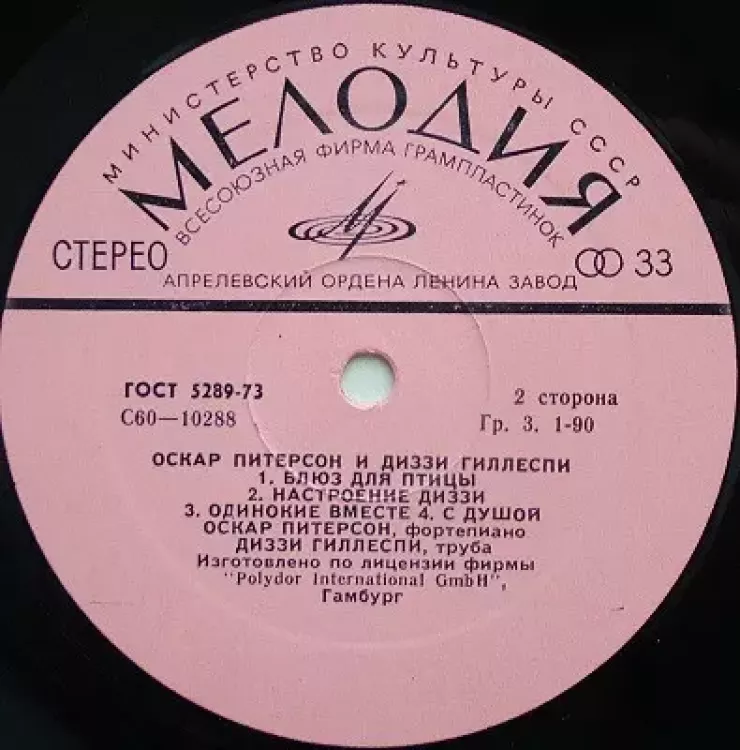 МИНИСТЕРСТВО КУЛЬТУРЫ СССР
МЕЛОДИЯ
ВСЕСОЮЗНАЯ ФИРМА ГРАМПЛАСТИНОК
СТЕРЕО
33
АПРЕЛЕВСКИЙ ОРДЕНА ЛЕНИНА ЗАВОД
ГОСТ 5289-73
2 сторона
С60—10288
Гр. 3. 1-90
ОСКАР ПИТЕРСОН И ДИЗЗИ ГИЛЛЕСПИ
1. БЛЮЗ ДЛЯ ПТИЦЫ
2. НАСТРОЕНИЕ ДИЗЗИ
3. ОДИНОКИЕ ВМЕСТЕ 4. С ДУШОЙ
ОСКАР ПИТЕРСОН, фортепиано
ДИЗЗИ ГИЛЛЕСПИ, труба
Изготовлено по лицензии фирмы
"Polydor International GmbH",
Гамбург